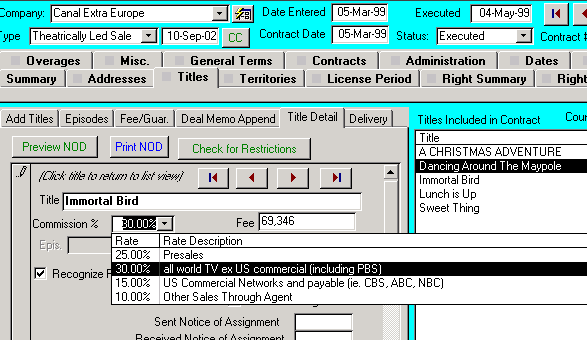 Company: Canal Extra Europe Date Entered 05-Mar-99 Executed 04-May-99
Type Theatrically Led Sale 10-Sep-02 CC Contract Date 05-Mar-99 Status: Executed Contract #
Overages Misc. General Terms Contracts Administration Dates
Summary Addresses Titles Territories License Period Right Summary Right
Add Titles Episodes Fee/Guar. Deal Memo Append Title Detail Delivery
Titles Included in Contract Cou
Preview NOD Print NOD Check for Restrictions
(Click title to return to list view)
Title Immortal Bird
Commission % 30.00% Fee 69,346
Epis.
Rate Rate Description
25.00% Presales
30.00% all world TV ex US commercial (including PBS)
15.00% US Commercial Networks and payable (ie. CBS, ABC, NBC)
10.00% Other Sales Through Agent
Recognize
Sent Notice of Assignment
Received Notice of Assignment
Title
A CHRISTMAS ADVENTURE
Dancing Around The Maypole
Immortal Bird
Lunch is Up
Sweet Thing